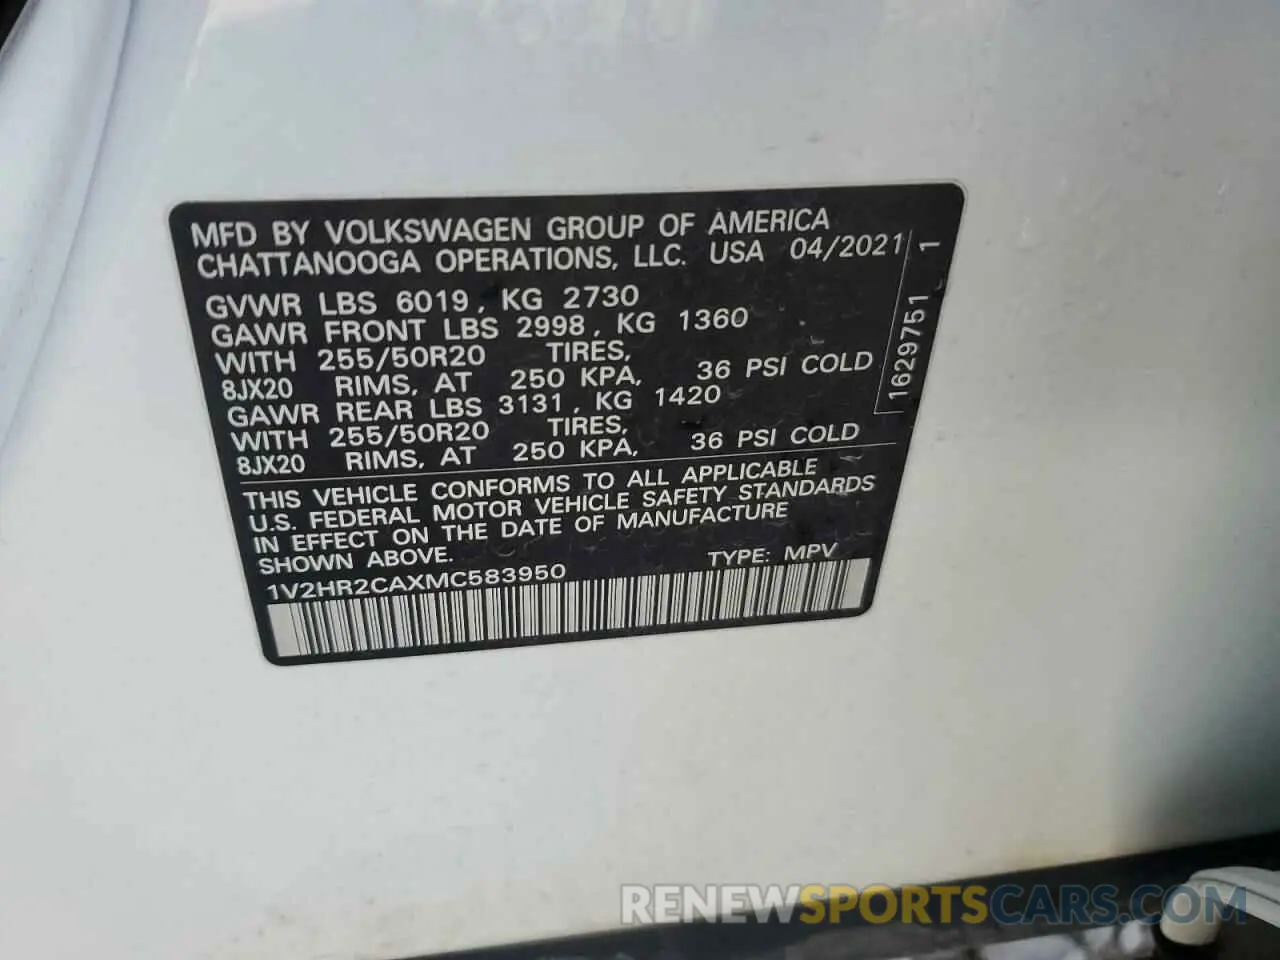 MFD BY VOLKSWAGEN GROUP OF AMERICA
CHATTANOOGA OPERATIONS, LLC. USA 04/2021
GVWR LBS 6019, KG 2730
GAWR FRONT LBS 2998, KG 1360
WITH 255/50R20 TIRES,
8JX20 RIMS, AT 250 KPA, 36 PSI COLD
GAWR REAR LBS 3131, KG 1420
WITH 255/50R20 TIRES,
8JX20 RIMS, AT 250 KPA, 36 PSI COLD
THIS VEHICLE CONFORMS TO ALL APPLICABLE
U.S. FEDERAL MOTOR VEHICLE SAFETY STANDARDS
IN EFFECT ON THE DATE OF MANUFACTURE
SHOWN ABOVE. TYPE: MPV
1V2HR2CAXMC583950
1629751 1
RENEWSPORTSCARS.COM